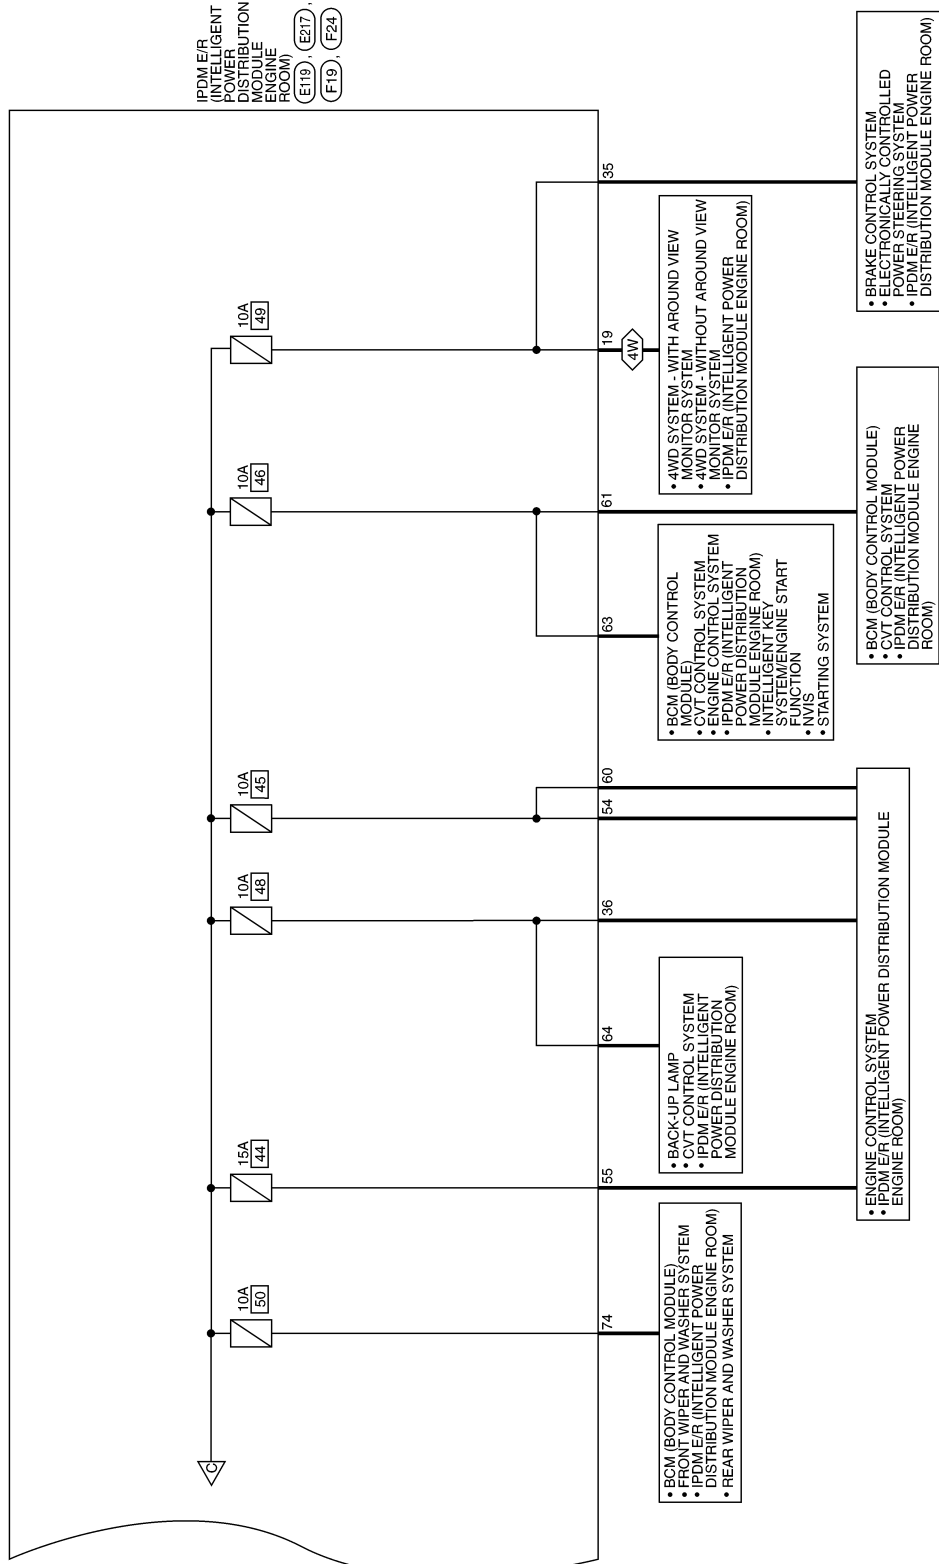 IPDM E/R
(INTELLIGENT
POWER
DISTRIBUTION
MODULE
ENGINE
ROOM)
E119 , E217 ,
F19 , F24
C
10A
50
15A
44
10A
48
10A
45
10A
46
10A
49
74
55
64
36
54
60
63
61
19
35
4W
• BCM (BODY CONTROL MODULE)
• FRONT WIPER AND WASHER SYSTEM
• IPDM E/R (INTELLIGENT POWER
DISTRIBUTION MODULE ENGINE ROOM)
• REAR WIPER AND WASHER SYSTEM
• BACK-UP LAMP
• CVT CONTROL SYSTEM
• IPDM E/R (INTELLIGENT
POWER DISTRIBUTION
MODULE ENGINE ROOM)
• BCM (BODY CONTROL
MODULE)
• CVT CONTROL SYSTEM
• ENGINE CONTROL SYSTEM
• IPDM E/R (INTELLIGENT
POWER DISTRIBUTION
MODULE ENGINE ROOM)
• INTELLIGENT KEY
SYSTEM/ENGINE START
FUNCTION
• NVIS
• STARTING SYSTEM
• 4WD SYSTEM - WITH AROUND VIEW
MONITOR SYSTEM
• 4WD SYSTEM - WITHOUT AROUND VIEW
MONITOR SYSTEM
• IPDM E/R (INTELLIGENT POWER
DISTRIBUTION MODULE ENGINE ROOM)
• ENGINE CONTROL SYSTEM
• IPDM E/R (INTELLIGENT POWER DISTRIBUTION MODULE
ENGINE ROOM)
• BCM (BODY CONTROL MODULE)
• CVT CONTROL SYSTEM
• IPDM E/R (INTELLIGENT POWER
DISTRIBUTION MODULE ENGINE
ROOM)
• BRAKE CONTROL SYSTEM
• ELECTRONICALLY CONTROLLED
POWER STEERING SYSTEM
• IPDM E/R (INTELLIGENT POWER
DISTRIBUTION MODULE ENGINE ROOM)